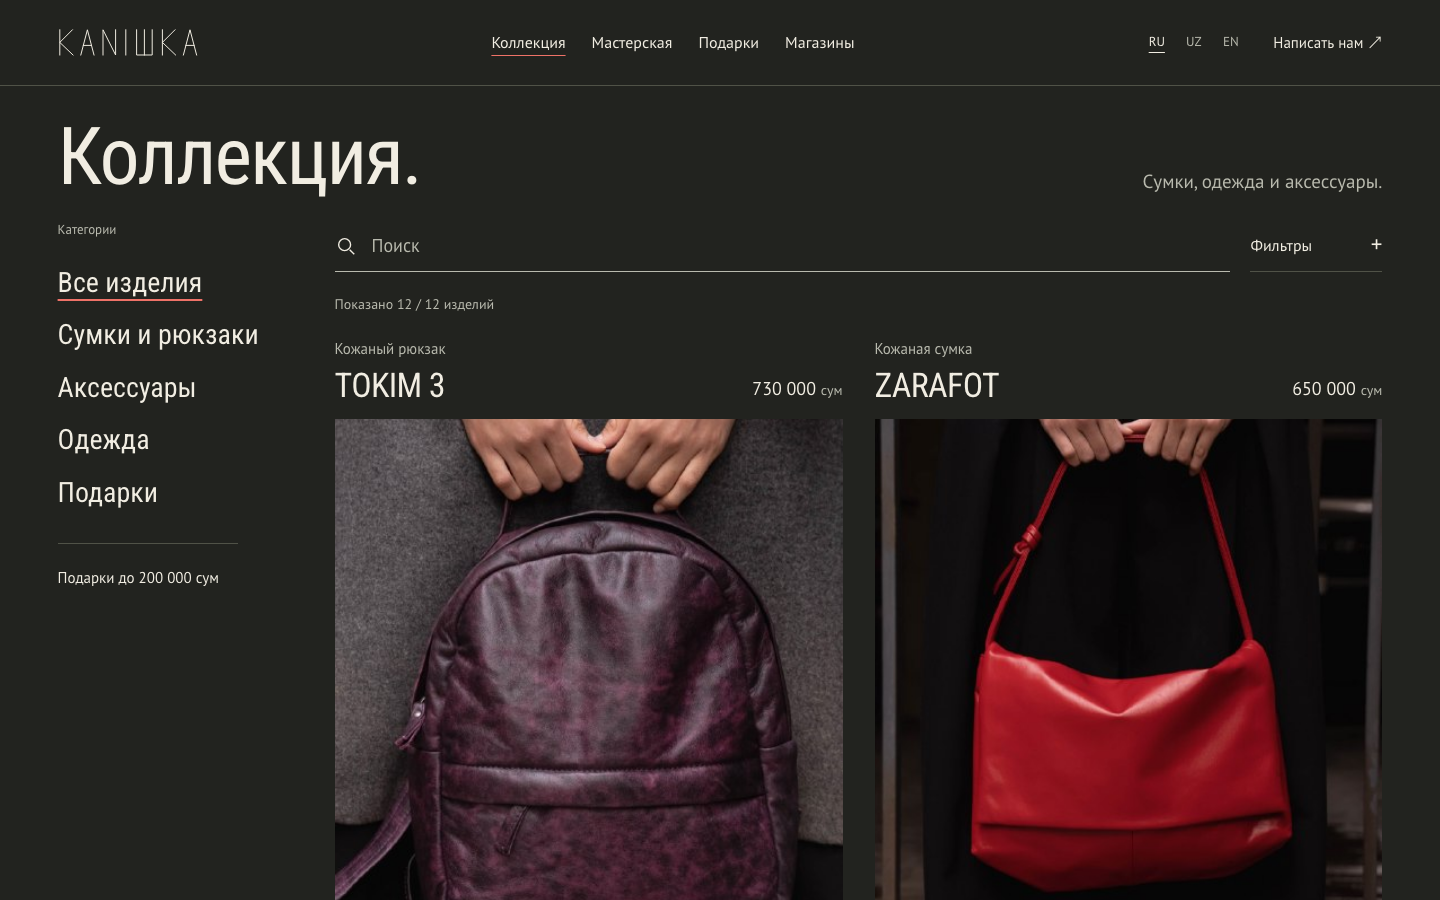 KANIШKA
Коллекция
Мастерская
Подарки
Магазины
RU
UZ
EN
Написать нам ↗
Коллекция.
Сумки, одежда и аксессуары.
Категории
Все изделия
Сумки и рюкзаки
Аксессуары
Одежда
Подарки
Подарки до 200 000 сум
Поиск
Фильтры +
Показано 12 / 12 изделий
Кожаный рюкзак
TOKIM 3
730 000 сум
Кожаная сумка
ZARAFOT
650 000 сум